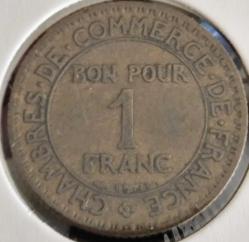 CHAMBRES·DE·COMMERCE·DE·FRANCE
BON POUR
1
FRANC